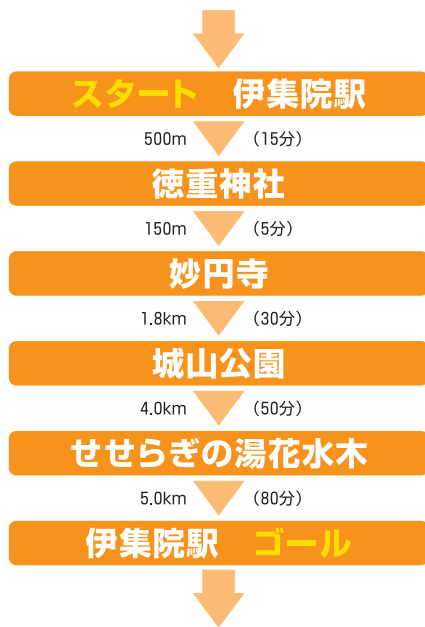 スタート 伊集院駅
500m (15分)
徳重神社
150m (5分)
妙円寺
1.8km (30分)
城山公園
4.0km (50分)
せせらぎの湯花水木
5.0km (80分)
伊集院駅 ゴール